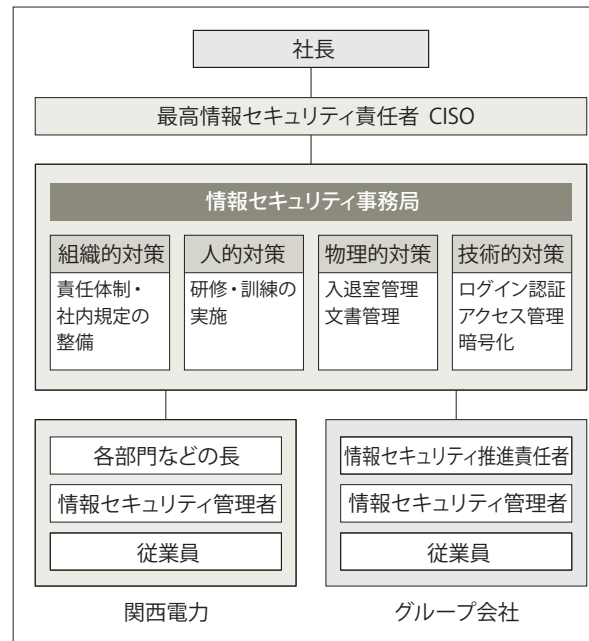 社長
最高情報セキュリティ責任者 CISO
情報セキュリティ事務局
組織的対策
責任体制・
社内規定の
整備
人的対策
研修・訓練の
実施
物理的対策
入退室管理
文書管理
技術的対策
ログイン認証
アクセス管理
暗号化
各部門などの長
情報セキュリティ管理者
従業員
関西電力
情報セキュリティ推進責任者
情報セキュリティ管理者
従業員
グループ会社